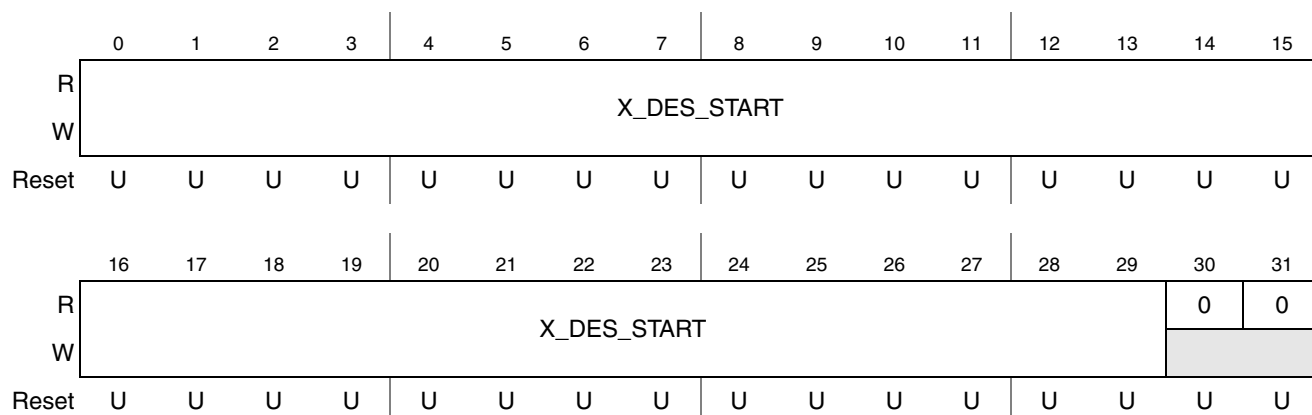 0 1 2 3 4 5 6 7 8 9 10 11 12 13 14 15
R
X_DES_START
W
Reset U U U U U U U U U U U U U U U U
16 17 18 19 20 21 22 23 24 25 26 27 28 29 30 31
R 0 0
X_DES_START
W
Reset U U U U U U U U U U U U U U U U